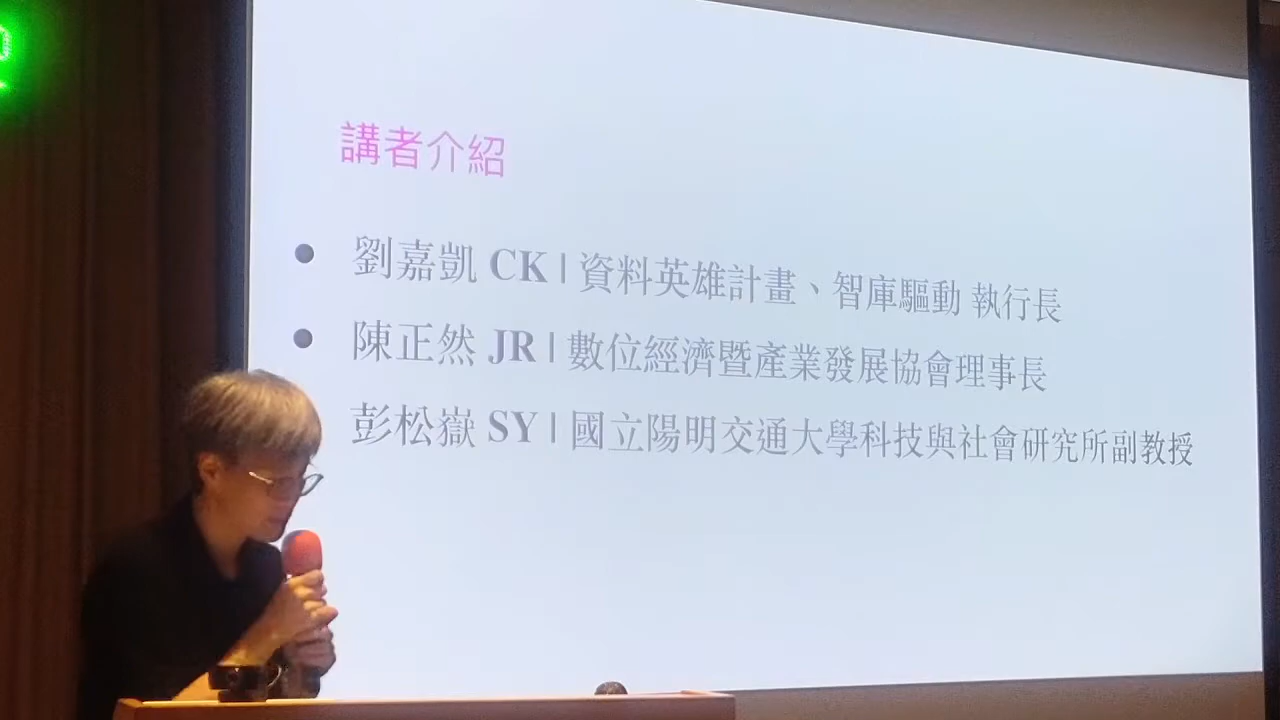 講者介紹
● 劉嘉凱 CK | 資料英雄計畫、智庫驅動 執行長
● 陳正然 JR | 數位經濟暨產業發展協會理事長
彭松嶽 SY | 國立陽明交通大學科技與社會研究所副教授